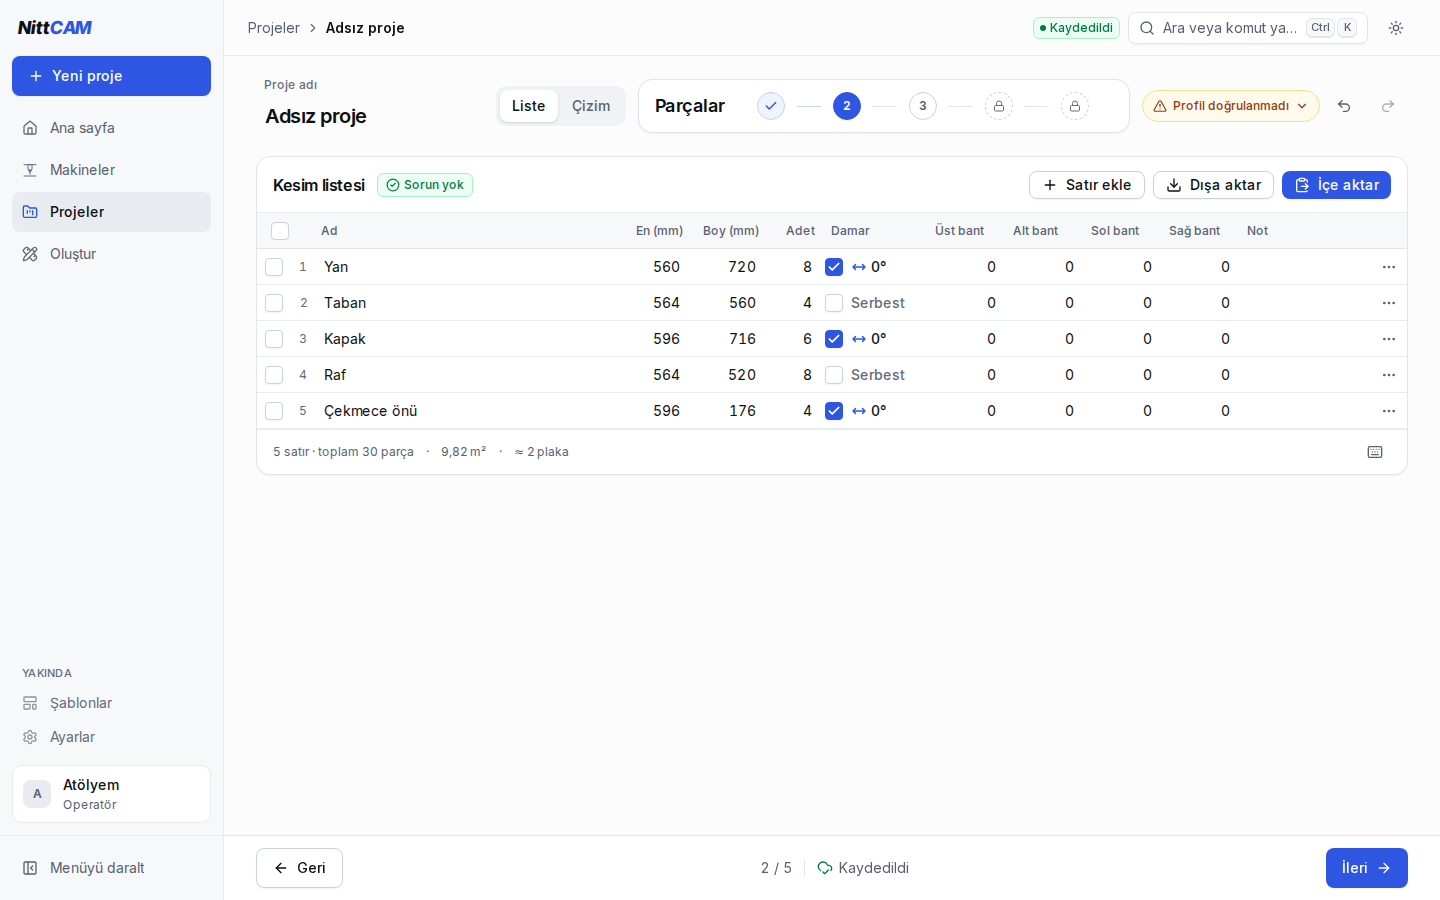 NittCAM
Yeni proje
Ana sayfa
Makineler
Projeler
Oluştur
YAKINDA
Şablonlar
Ayarlar
A
Atölyem
Operatör
Menüyü daralt
Projeler > Adsız proje
Kaydedildi
Ara veya komut ya...
Ctrl K
Proje adı
Adsız proje
Liste Çizim
Parçalar 2 3
Profil doğrulanmadı
Kesim listesi Sorun yok
Satır ekle Dışa aktar İçe aktar
Ad En (mm) Boy (mm) Adet Damar Üst bant Alt bant Sol bant Sağ bant Not
1 Yan 560 720 8 ↔ 0° 0 0 0 0 ...
2 Taban 564 560 4 Serbest 0 0 0 0 ...
3 Kapak 596 716 6 ↔ 0° 0 0 0 0 ...
4 Raf 564 520 8 Serbest 0 0 0 0 ...
5 Çekmece önü 596 176 4 ↔ 0° 0 0 0 0 ...
5 satır · toplam 30 parça · 9,82 m² · ≈ 2 plaka
Geri
2 / 5 Kaydedildi
İleri